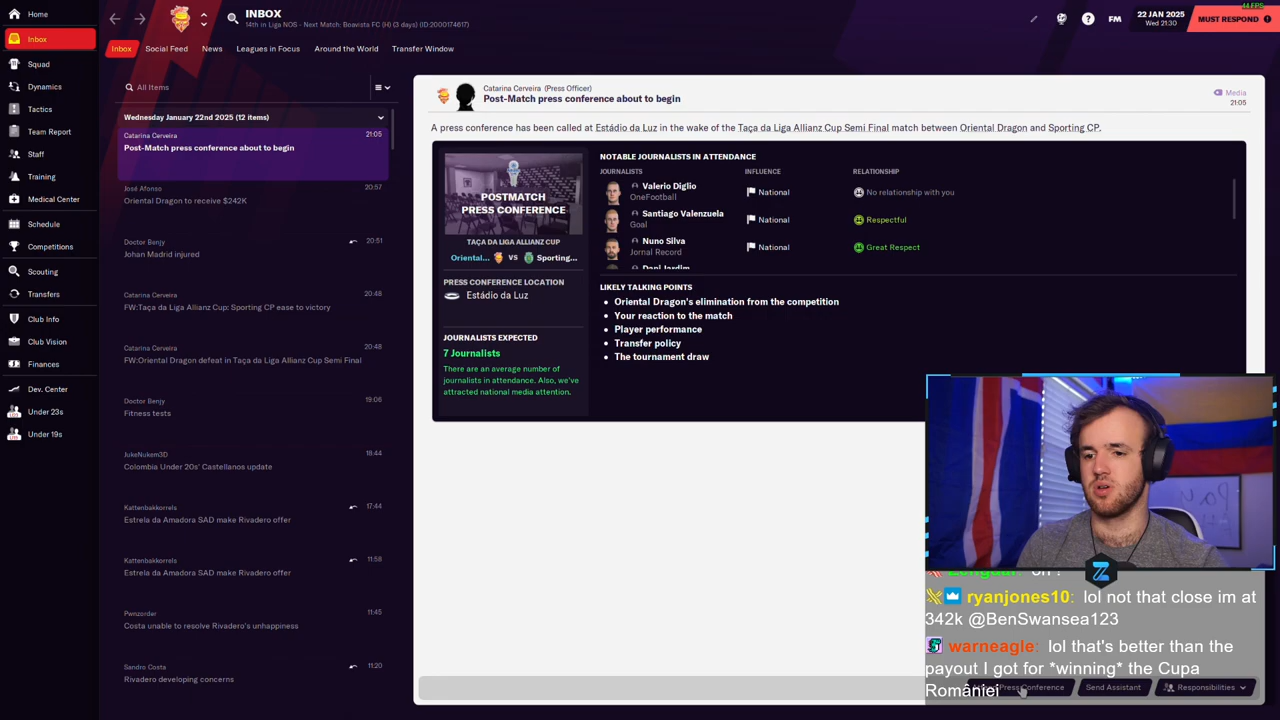 44 FPS
Home
INBOX
14th in Liga NOS - Next Match: Boavista FC (H) (3 days) (ID:2000174617)
FM
22 JAN 2025
Wed 21:30
MUST RESPOND
Inbox
Inbox
Social Feed
News
Leagues in Focus
Around the World
Transfer Window
Squad
Dynamics
Tactics
Team Report
Staff
Training
Medical Center
Schedule
Competitions
Scouting
Transfers
Club Info
Club Vision
Finances
Dev. Center
Under 23s
Under 19s
All Items
Wednesday January 22nd 2025 (12 items)
Catarina Cerveira
21:05
Post-Match press conference about to begin
José Afonso
20:57
Oriental Dragon to receive $242K
Doctor Benjy
20:51
Johan Madrid injured
Catarina Cerveira
20:48
FW:Taça da Liga Allianz Cup: Sporting CP ease to victory
Catarina Cerveira
20:48
FW:Oriental Dragon defeat in Taça da Liga Allianz Cup Semi Final
Doctor Benjy
19:06
Fitness tests
JukeNukem3D
18:44
Colombia Under 20s' Castellanos update
Kattenbakkorrels
17:44
Estrela da Amadora SAD make Rivadero offer
Kattenbakkorrels
11:58
Estrela da Amadora SAD make Rivadero offer
Pwnzorder
11:45
Costa unable to resolve Rivadero's unhappiness
Sandro Costa
11:20
Rivadero developing concerns
Catarina Cerveira (Press Officer)
Post-Match press conference about to begin
Media
21:05
A press conference has been called at Estádio da Luz in the wake of the Taça da Liga Allianz Cup Semi Final match between Oriental Dragon and Sporting CP.
POSTMATCH
PRESS CONFERENCE
TAÇA DA LIGA ALLIANZ CUP
Oriental... VS Sporting...
PRESS CONFERENCE LOCATION
Estádio da Luz
JOURNALISTS EXPECTED
7 Journalists
There are an average number of
journalists in attendance. Also, we've
attracted national media attention.
NOTABLE JOURNALISTS IN ATTENDANCE
JOURNALISTS
INFLUENCE
RELATIONSHIP
Valerio Diglio
OneFootball
National
No relationship with you
Santiago Valenzuela
Goal
National
Respectful
Nuno Silva
Jornal Record
National
Great Respect
Dani Jardim
LIKELY TALKING POINTS
Oriental Dragon's elimination from the competition
Your reaction to the match
Player performance
Transfer policy
The tournament draw
ryanjones10: lol not that close im at
342k @BenSwansea123
warneagle: lol that's better than the
payout I got for *winning* the Cupa
României
Press Conference
Send Assistant
Responsibilities